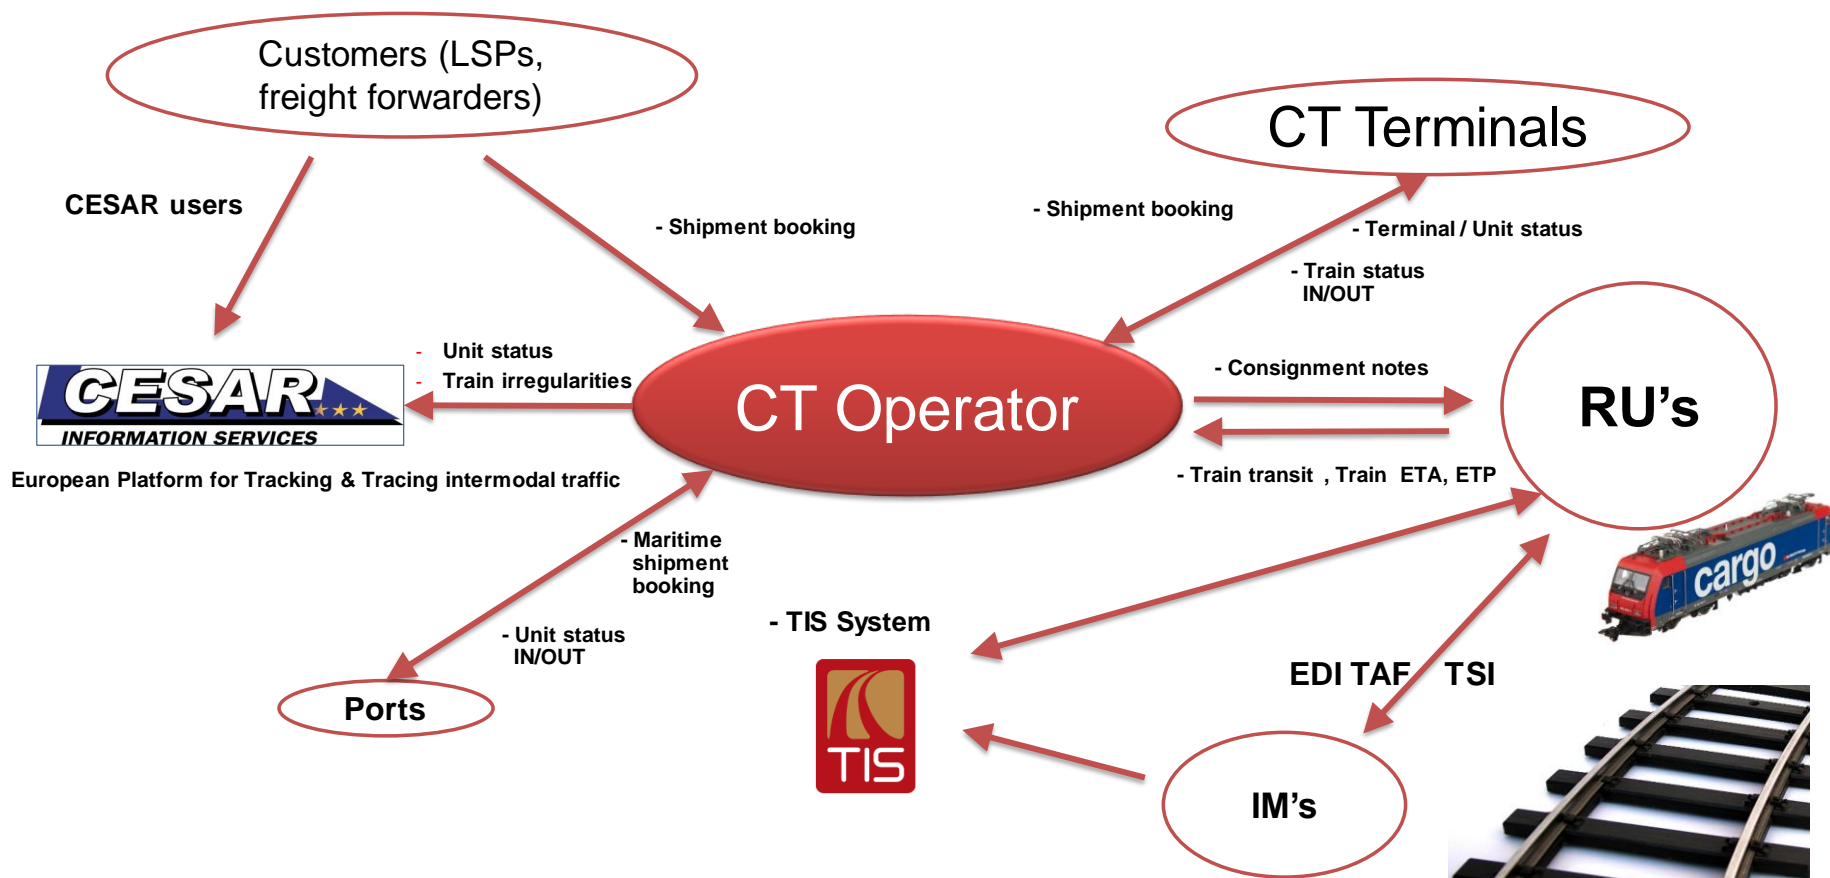 Customers (LSPs,
freight forwarders)
CT Terminals
CESAR users
- Shipment booking
- Shipment booking
- Terminal / Unit status
- Train status
IN/OUT
- Unit status
- Train irregularities
CESAR
INFORMATION SERVICES
European Platform for Tracking & Tracing intermodal traffic
CT Operator
- Consignment notes
RU's
- Train transit , Train ETA, ETP
- Maritime
shipment
booking
- Unit status
IN/OUT
Ports
- TIS System
TIS
cargo
EDI TAF TSI
IM's